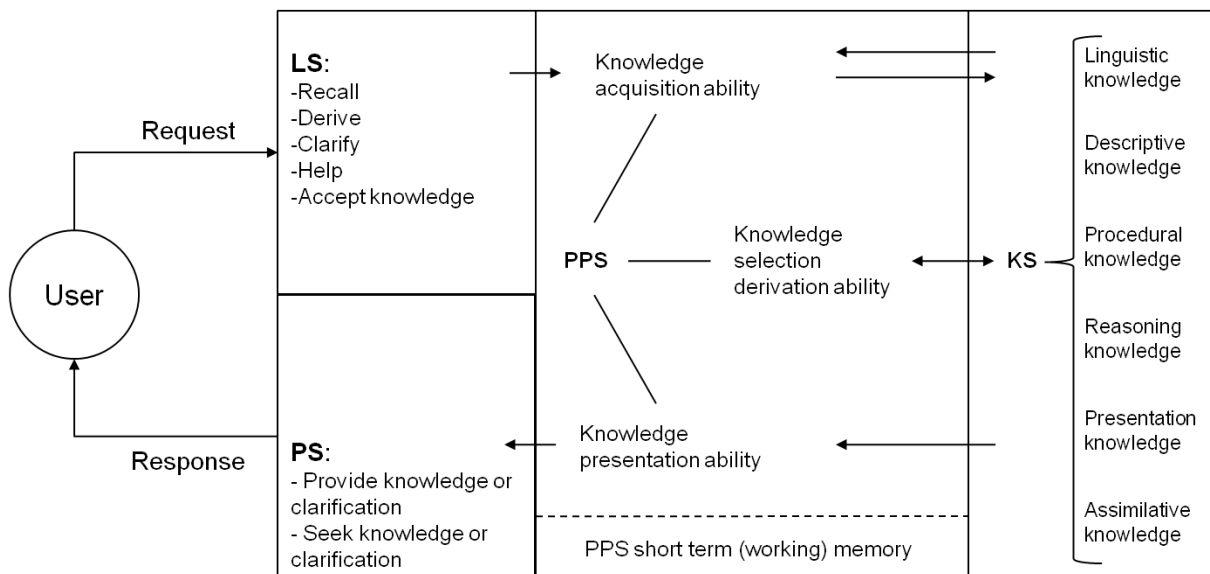 Request
User
Response
LS:
-Recall
-Derive
-Clarify
-Help
-Accept knowledge
PS:
- Provide knowledge or
clarification
- Seek knowledge or
clarification
Knowledge
acquisition ability
PPS
Knowledge
selection
derivation ability
Knowledge
presentation ability
PPS short term (working) memory
KS
Linguistic
knowledge
Descriptive
knowledge
Procedural
knowledge
Reasoning
knowledge
Presentation
knowledge
Assimilative
knowledge